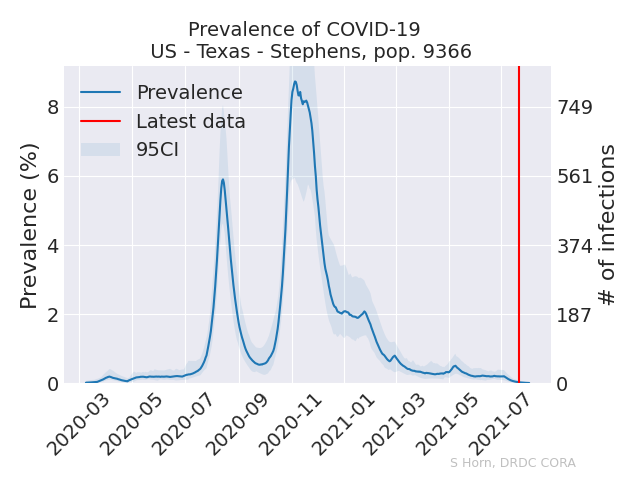 Prevalence of COVID-19
US - Texas - Stephens, pop. 9366
Prevalence
Latest data
95CI
Prevalence (%)
8
6
4
2
0
749
561
374
187
0
# of infections
2020-03
2020-05
2020-07
2020-09
2020-11
2021-01
2021-03
2021-05
2021-07
S Horn, DRDC CORA